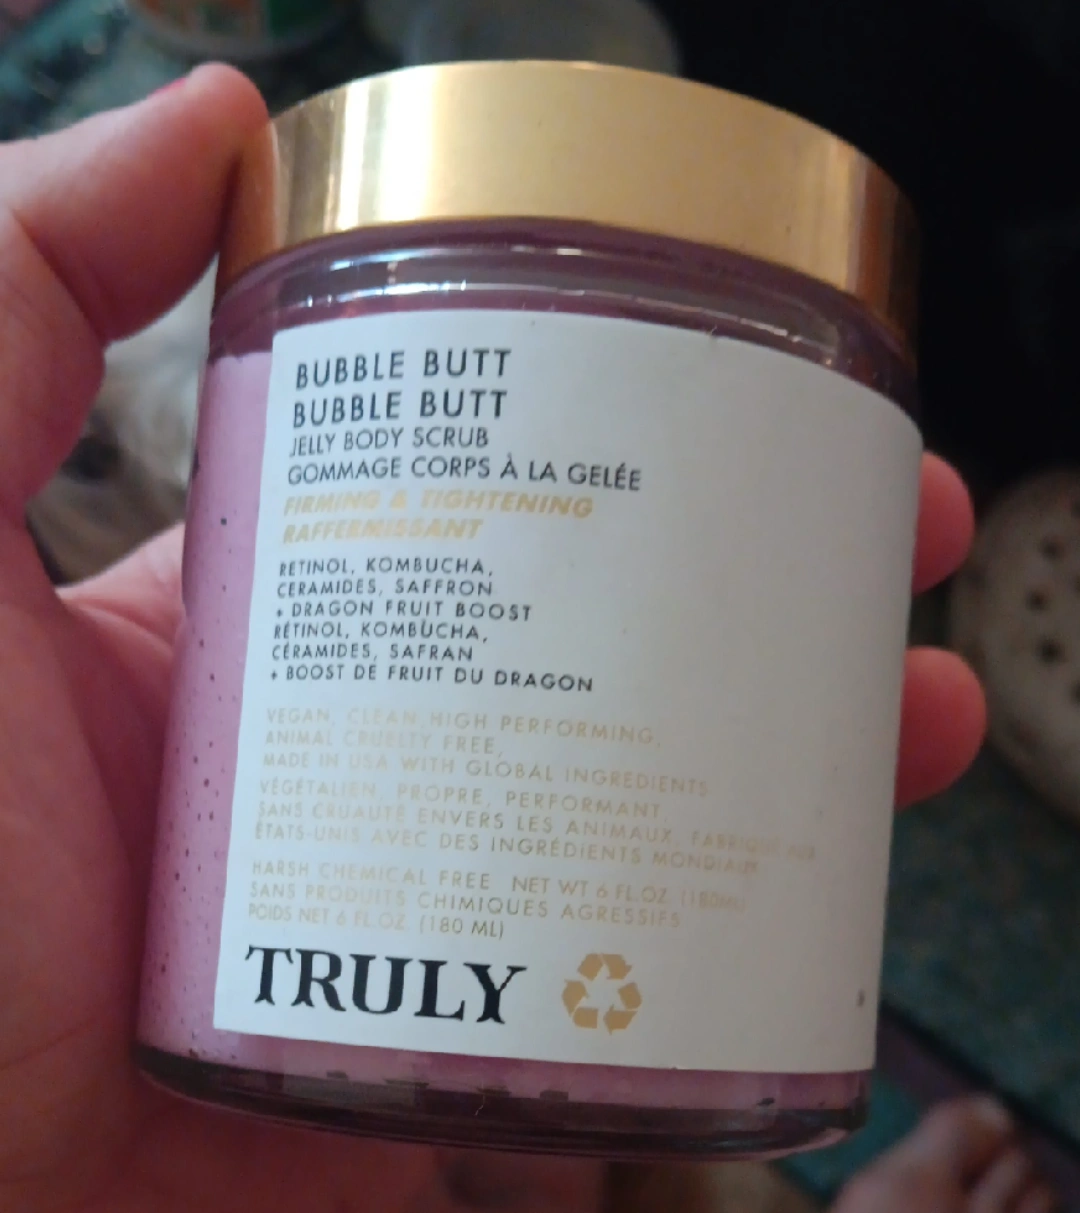 BUBBLE BUTT
BUBBLE BUTT
JELLY BODY SCRUB
GOMMAGE CORPS À LA GELÉE
FIRMING & TIGHTENING
RAFFERMISSANT
RETINOL, KOMBUCHA,
CERAMIDES, SAFFRON
+ DRAGON FRUIT BOOST
RÉTINOL, KOMBUCHA,
CÉRAMIDES, SAFRAN
+ BOOST DE FRUIT DU DRAGON
VEGAN, CLEAN, HIGH PERFORMING,
ANIMAL CRUELTY FREE,
MADE IN USA WITH GLOBAL INGREDIENTS
VÉGÉTALIEN, PROPRE, PERFORMANT,
SANS CRUAUTÉ ENVERS LES ANIMAUX, FABRIQUÉ AUX
ÉTATS-UNIS AVEC DES INGRÉDIENTS MONDIAUX
HARSH CHEMICAL FREE NET WT 6 FL.OZ. (180ML)
SANS PRODUITS CHIMIQUES AGRESSIFS
POIDS NET 6 FL.OZ. (180 ML)
TRULY